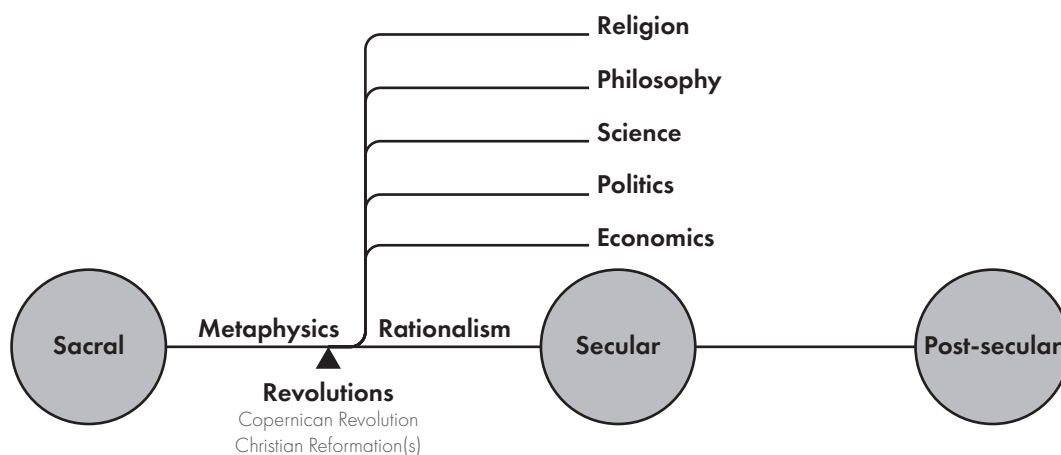 Religion
Philosophy
Science
Politics
Economics
Metaphysics
Rationalism
Sacral
Secular
Post-secular
Revolutions
Copernican Revolution
Christian Reformation(s)